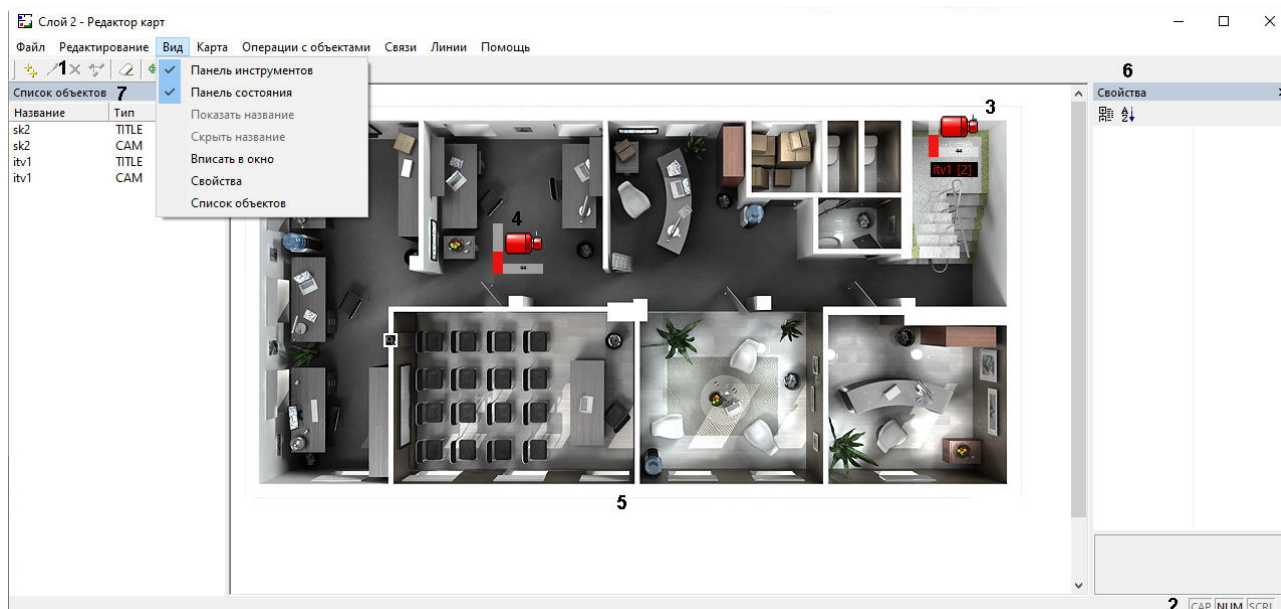 Слой 2 - Редактор карт
Файл Редактирование Вид Карта Операции с объектами Связи Линии Помощь
1
Панель инструментов
Панель состояния
Показать название
Скрыть название
Вписать в окно
Свойства
Список объектов
Список объектов 7
Название Тип
sk2 TITLE
sk2 CAM
itv1 TITLE
itv1 CAM
3
itv1 [2]
4
5
6
Свойства
2 CAP NUM SCRL